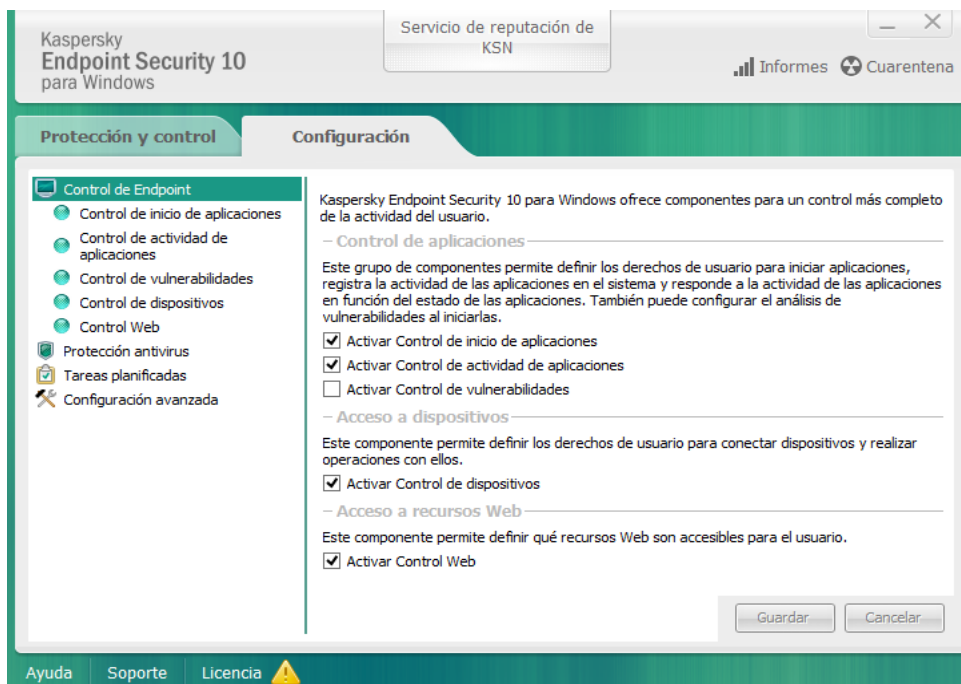 Kaspersky
Endpoint Security 10
para Windows
Servicio de reputación de
KSN
Informes
Cuarentena
Protección y control
Configuración
Control de Endpoint
Control de inicio de aplicaciones
Control de actividad de
aplicaciones
Control de vulnerabilidades
Control de dispositivos
Control Web
Protección antivirus
Tareas planificadas
Configuración avanzada
Kaspersky Endpoint Security 10 para Windows ofrece componentes para un control más completo
de la actividad del usuario.
Control de aplicaciones
Este grupo de componentes permite definir los derechos de usuario para iniciar aplicaciones,
registra la actividad de las aplicaciones en el sistema y responde a la actividad de las aplicaciones
en función del estado de las aplicaciones. También puede configurar el análisis de
vulnerabilidades al iniciarlas.
Activar Control de inicio de aplicaciones
Activar Control de actividad de aplicaciones
Activar Control de vulnerabilidades
Acceso a dispositivos
Este componente permite definir los derechos de usuario para conectar dispositivos y realizar
operaciones con ellos.
Activar Control de dispositivos
Acceso a recursos Web
Este componente permite definir qué recursos Web son accesibles para el usuario.
Activar Control Web
Guardar
Cancelar
Ayuda
Soporte
Licencia